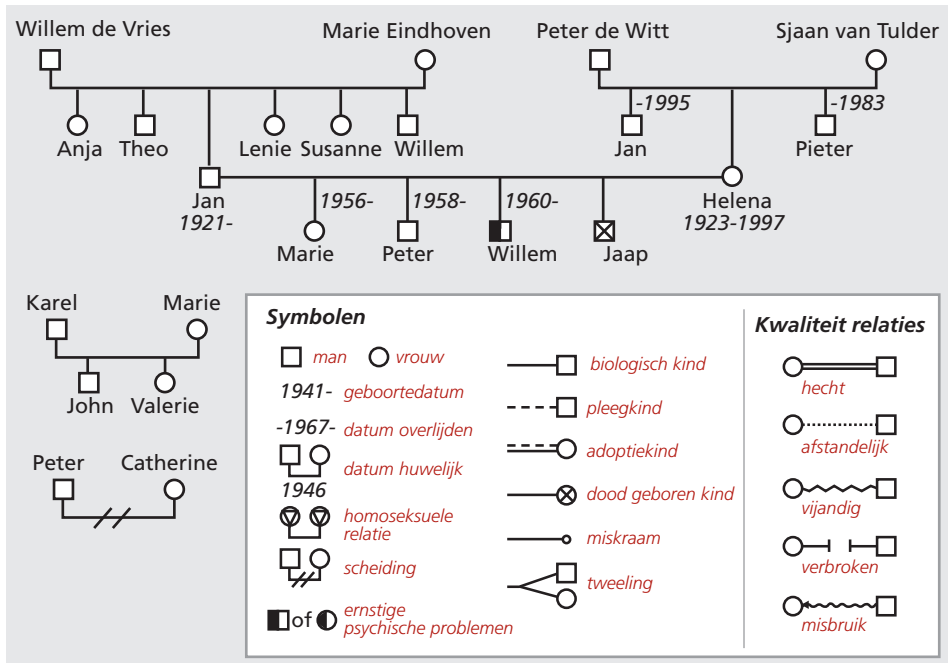 Willem de Vries
Marie Eindhoven
Peter de Witt
Sjaan van Tulder
-1995
-1983
Anja
Theo
Lenie
Susanne
Willem
Jan
Pieter
Jan
1921-
1956-
1958-
1960-
Helena
1923-1997
Marie
Peter
Willem
Jaap
Karel
Marie
John
Valerie
Peter
Catherine
Symbolen
man
vrouw
1941- geboortedatum
-1967- datum overlijden
datum huwelijk
1946
homoseksuele
relatie
scheiding
of
ernstige
psychische problemen
biologisch kind
pleegkind
adoptiekind
dood geboren kind
miskraam
tweeling
Kwaliteit relaties
hecht
afstandelijk
vijandig
verbroken
misbruik